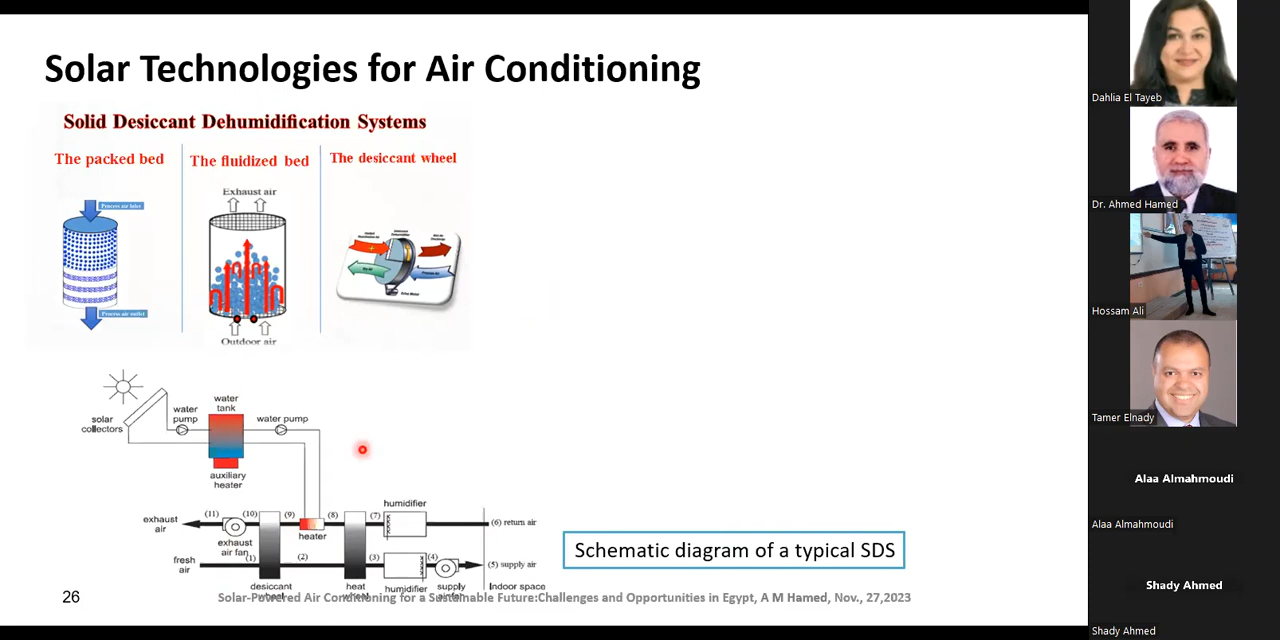 Solar Technologies for Air Conditioning
Solid Desiccant Dehumidification Systems
The packed bed
The fluidized bed
The desiccant wheel
Process air inlet
Process air outlet
Exhaust air
Outdoor air
solar
collectors
water
pump
water
tank
water pump
auxiliary
heater
humidifier
exhaust
air
(11)
(10)
(9)
(8)
(7)
(6) return air
exhaust
air fan
heater
fresh
air
(1)
(2)
(3)
(4)
(5) supply air
desiccant
wheel
heat
wheel
humidifier
supply
Indoor space
Schematic diagram of a typical SDS
26
Solar-Powered Air Conditioning for a Sustainable Future:Challenges and Opportunities in Egypt, A M Hamed, Nov., 27,2023
Dahlia El Tayeb
Dr. Ahmed Hamed
Hossam Ali
Tamer Elnady
Alaa Almahmoudi
Alaa Almahmoudi
Shady Ahmed
Shady Ahmed